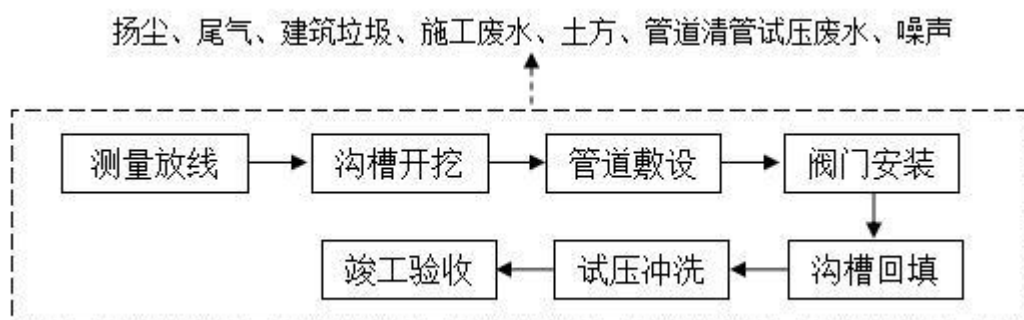 扬尘、尾气、建筑垃圾、施工废水、土方、管道清管试压废水、噪声
测量放线
沟槽开挖
管道敷设
阀门安装
沟槽回填
试压冲洗
竣工验收